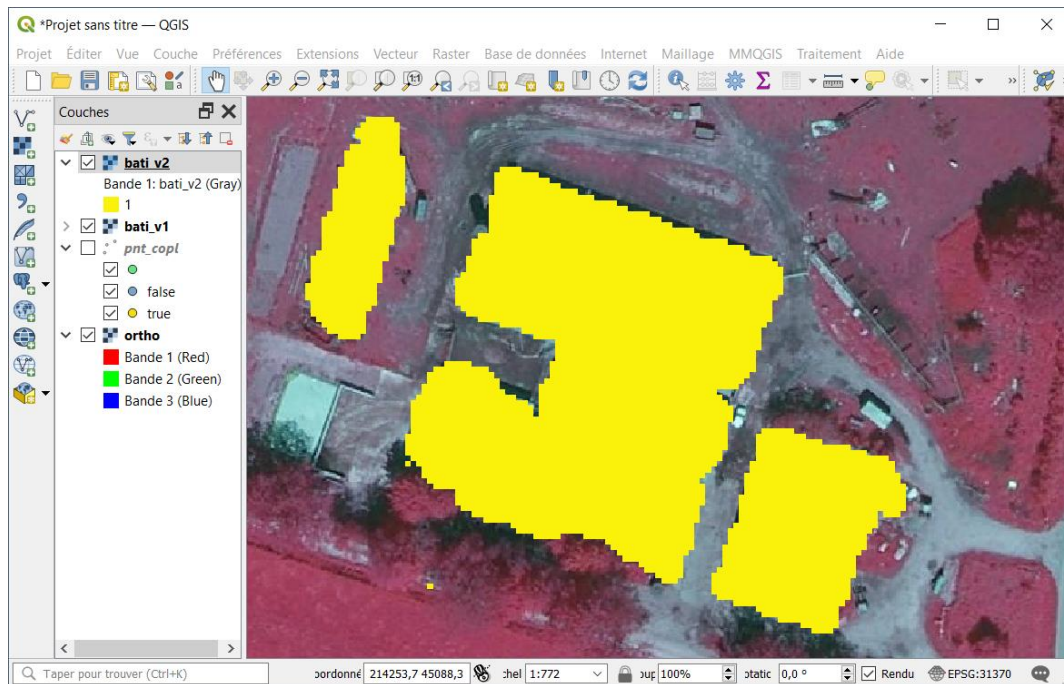 *Projet sans titre — QGIS
Projet Éditer Vue Couche Préférences Extensions Vecteur Raster Base de données Internet Maillage MMQGIS Traitement Aide
Couches
bati_v2
Bande 1: bati_v2 (Gray)
1
bati_v1
pnt_copl
false
true
ortho
Bande 1 (Red)
Bande 2 (Green)
Bande 3 (Blue)
Taper pour trouver (Ctrl+K) oordonné 214253,7 45088,3 chel 1:772 oup 100% otatic 0,0 ° Rendu EPSG:31370